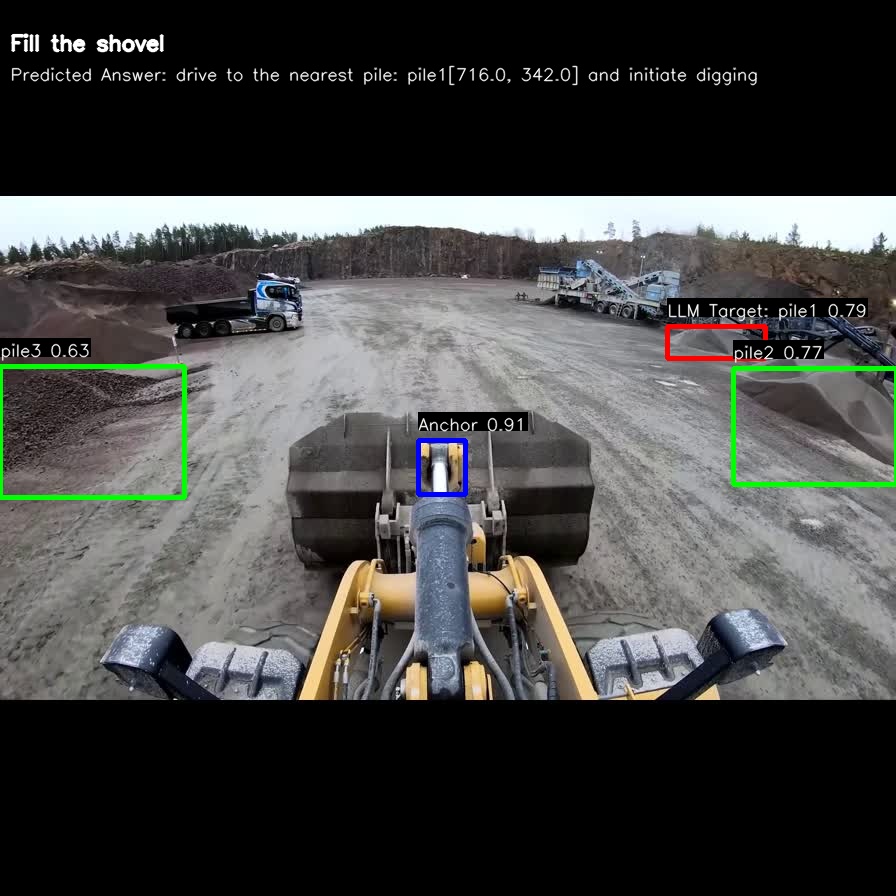 Fill the shovel
Predicted Answer: drive to the nearest pile: pile1[716.0, 342.0] and initiate digging
LLM Target: pile1 0.79
pile3 0.63
pile2 0.77
Anchor 0.91